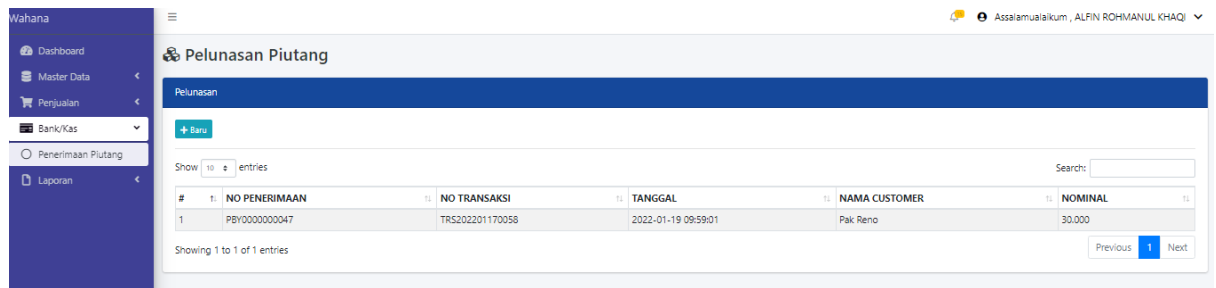 Wahana
Assalamualaikum , ALFIN ROHMANUL KHAQI
Dashboard
Master Data
Penjualan
Bank/Kas
Penerimaan Piutang
Laporan
Pelunasan Piutang
Pelunasan
+ Baru
Show 10 entries
Search:
# NO PENERIMAAN NO TRANSAKSI TANGGAL NAMA CUSTOMER NOMINAL
1 PBY0000000047 TRS202201170058 2022-01-19 09:59:01 Pak Reno 30.000
Showing 1 to 1 of 1 entries
Previous 1 Next